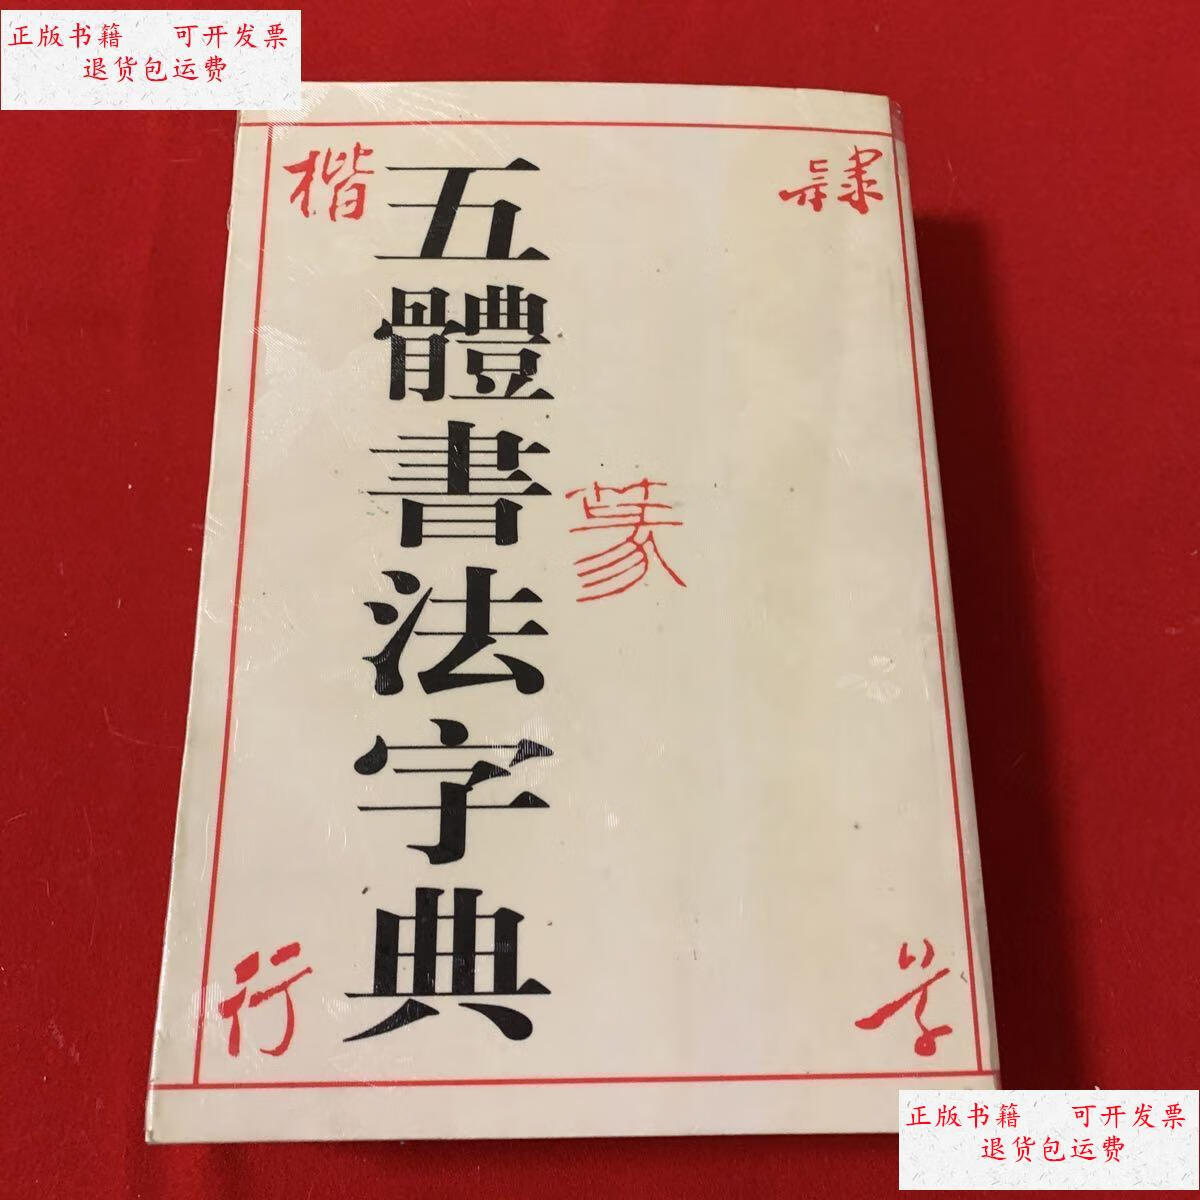 正版书籍 可开发票
退货包运费
楷
隸
五體書法字典
篆
行
草
正版书籍 可开发票
退货包运费